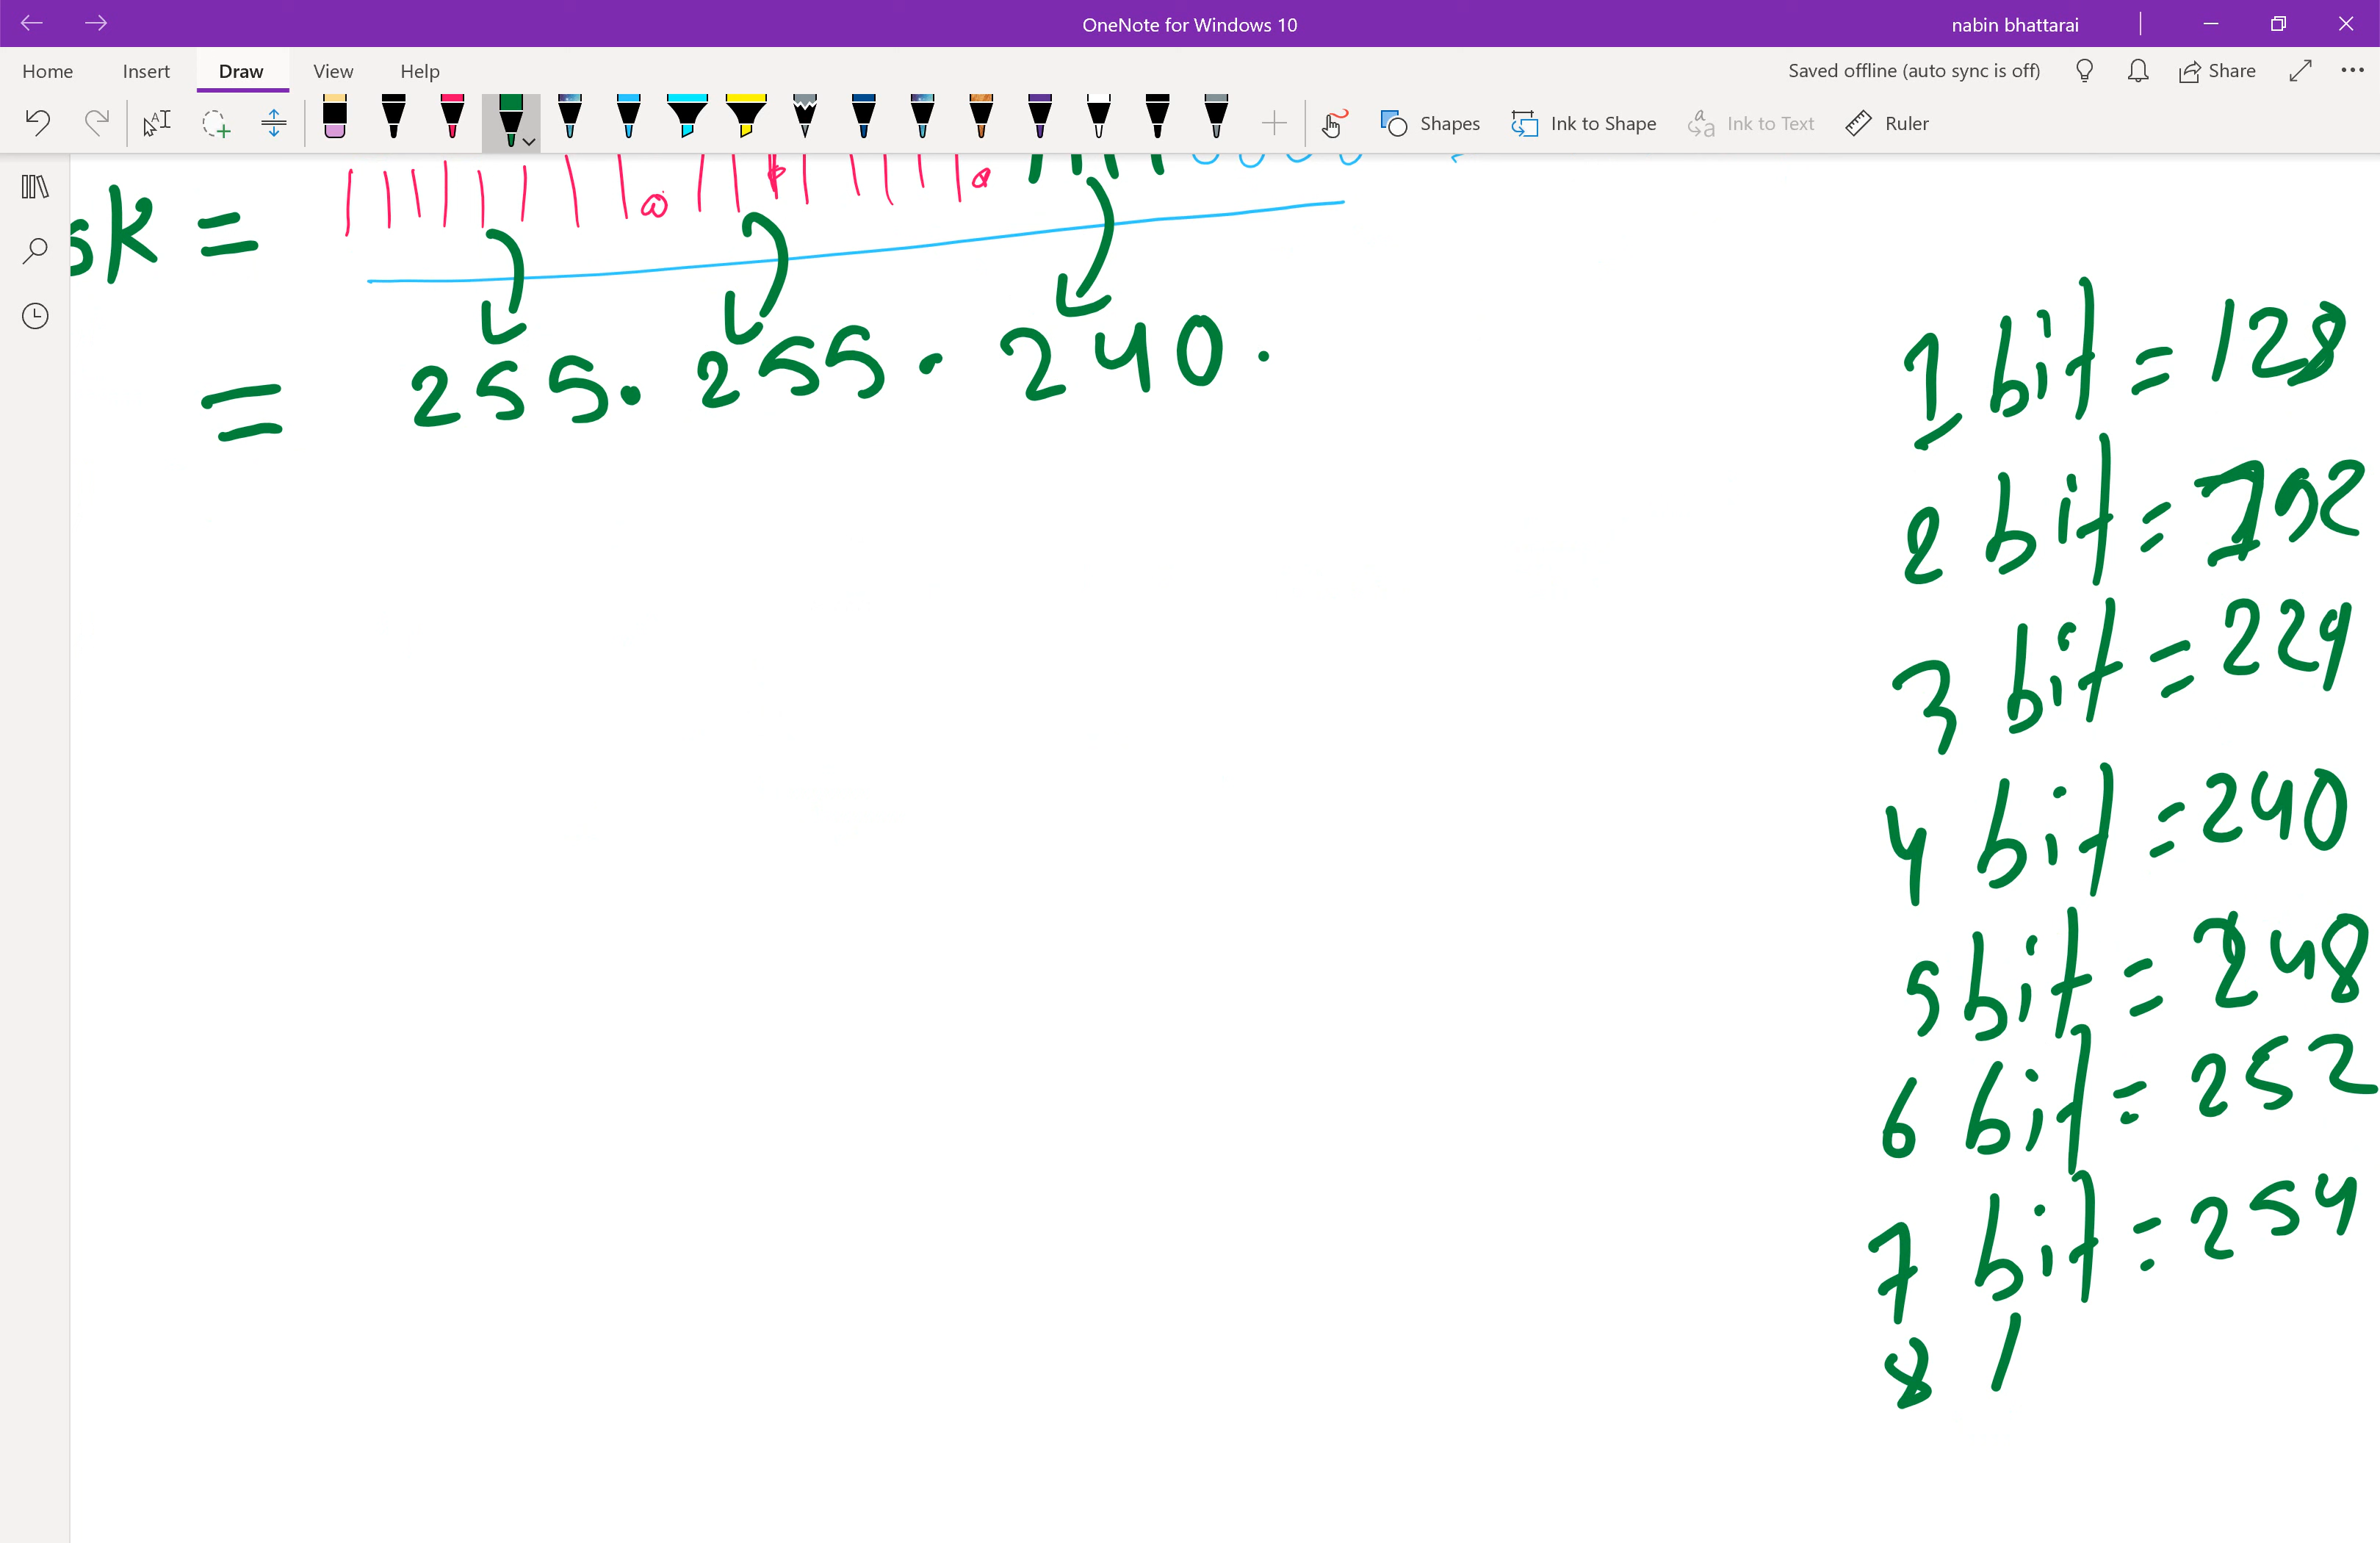 OneNote for Windows 10
nabin bhattarai
Home Insert Draw View Help
Saved offline (auto sync is off) Share
Shapes Ink to Shape Ink to Text Ruler
sk =
= 255.255.240.
1 bit = 128
2 bit = 192
3 bit = 224
4 bit = 240
5 bit = 248
6 bit = 252
7 bit = 254
8